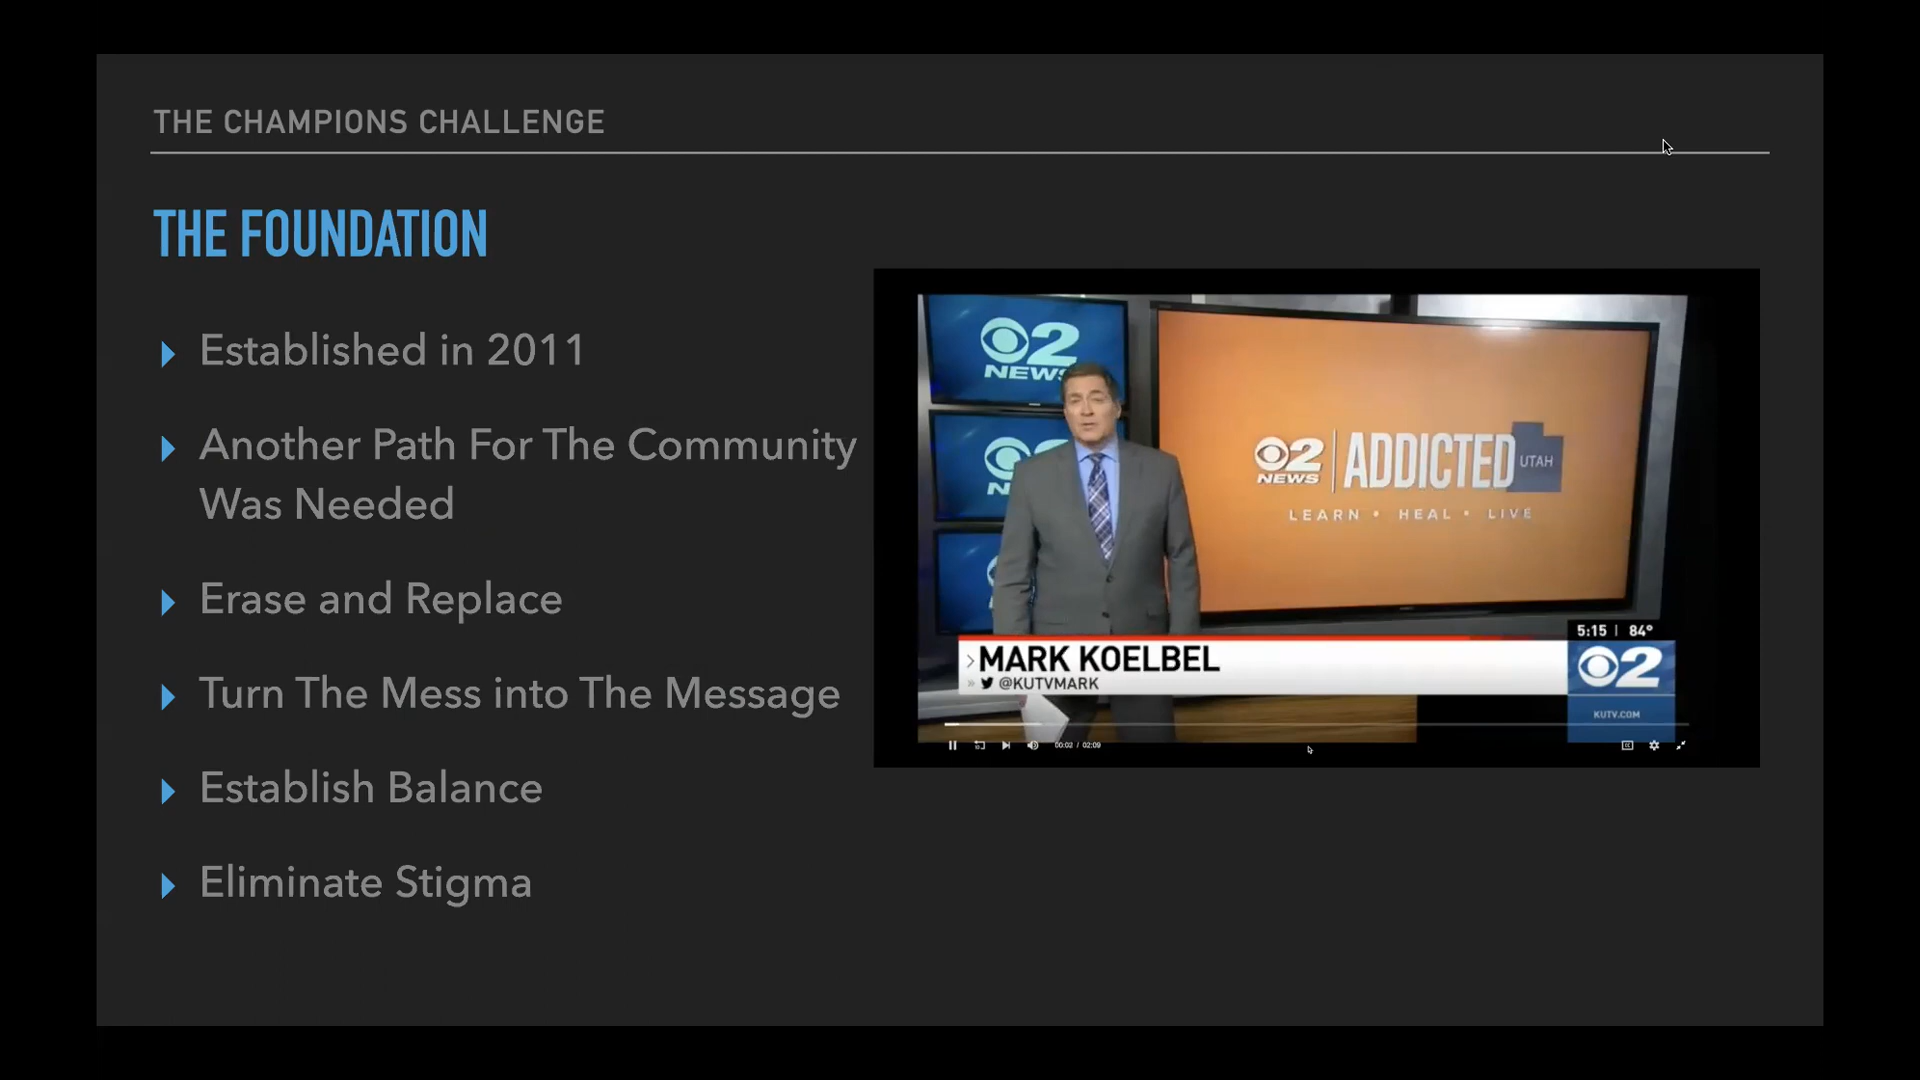 THE CHAMPIONS CHALLENGE
THE FOUNDATION
Established in 2011
Another Path For The Community
Was Needed
Erase and Replace
Turn The Mess into The Message
Establish Balance
Eliminate Stigma
2
NEWS
2 NEWS | ADDICTED UTAH
LEARN • HEAL • LIVE
5:15 | 84°
MARK KOELBEL
@KUTVMARK
2
KUTV.COM
00:02 / 02:09